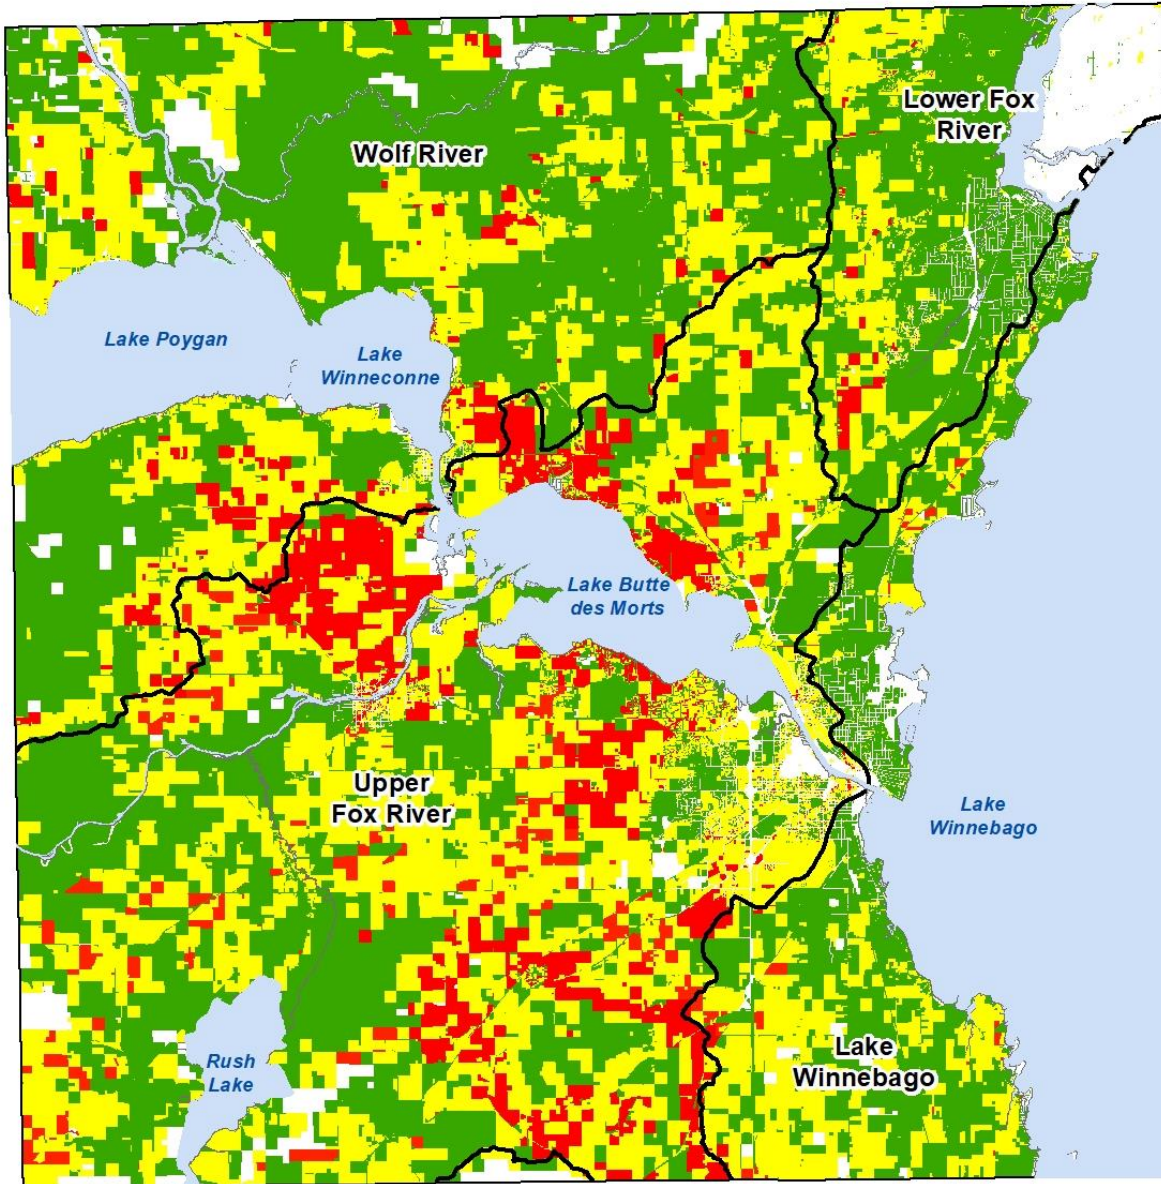 Lower Fox
River
Wolf River
Lake Poygan
Lake
Winneconne
Lake Butte
des Morts
Upper
Fox River
Lake
Winnebago
Rush
Lake
Lake
Winnebago